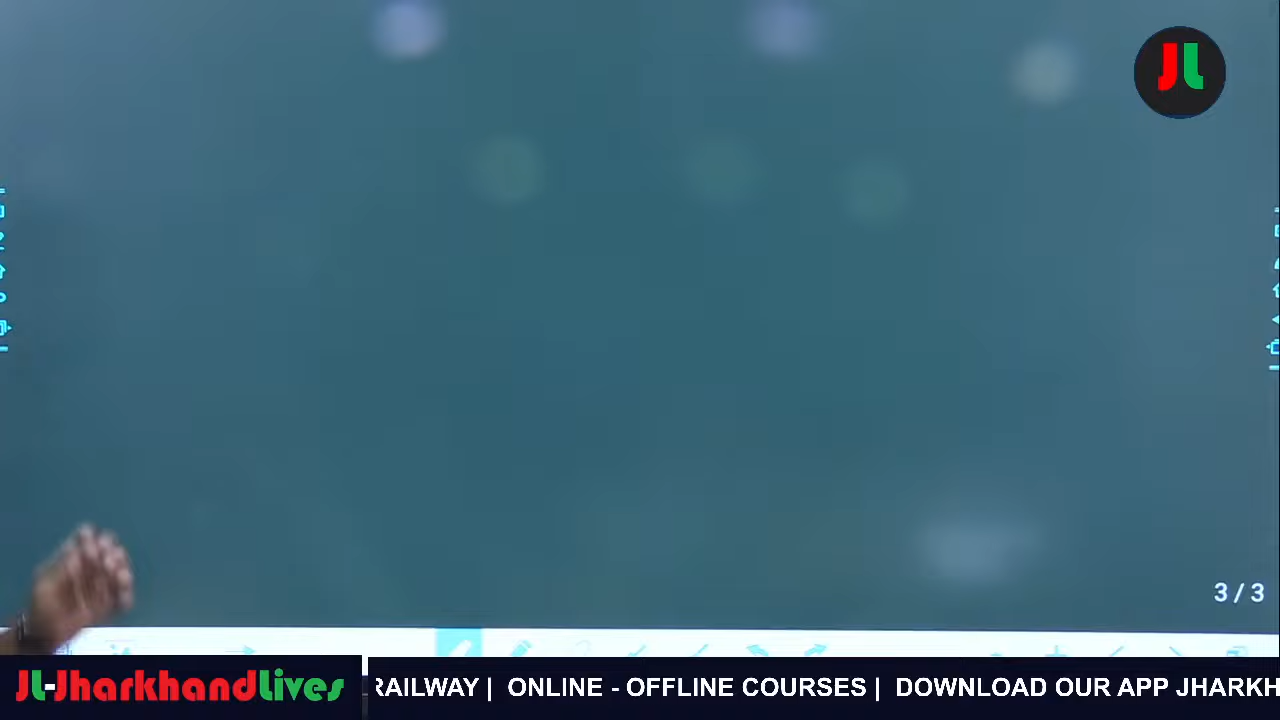 JL
3 / 3
JL-JharkhandLives
RAILWAY | ONLINE - OFFLINE COURSES | DOWNLOAD OUR APP JHARKH